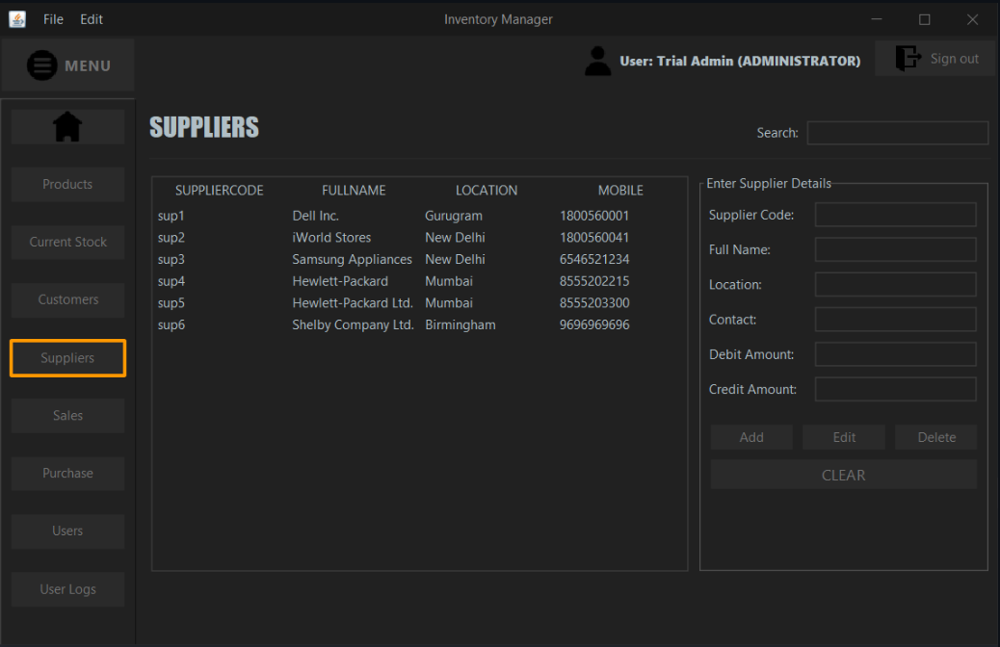 File Edit Inventory Manager
MENU
User: Trial Admin (ADMINISTRATOR)
Sign out
Products
Current Stock
Customers
Suppliers
Sales
Purchase
Users
User Logs
SUPPLIERS
Search:
SUPPLIERCODE FULLNAME LOCATION MOBILE
sup1 Dell Inc. Gurugram 1800560001
sup2 iWorld Stores New Delhi 1800560041
sup3 Samsung Appliances New Delhi 6546521234
sup4 Hewlett-Packard Mumbai 8555202215
sup5 Hewlett-Packard Ltd. Mumbai 8555203300
sup6 Shelby Company Ltd. Birmingham 9696969696
Enter Supplier Details
Supplier Code:
Full Name:
Location:
Contact:
Debit Amount:
Credit Amount:
Add Edit Delete
CLEAR